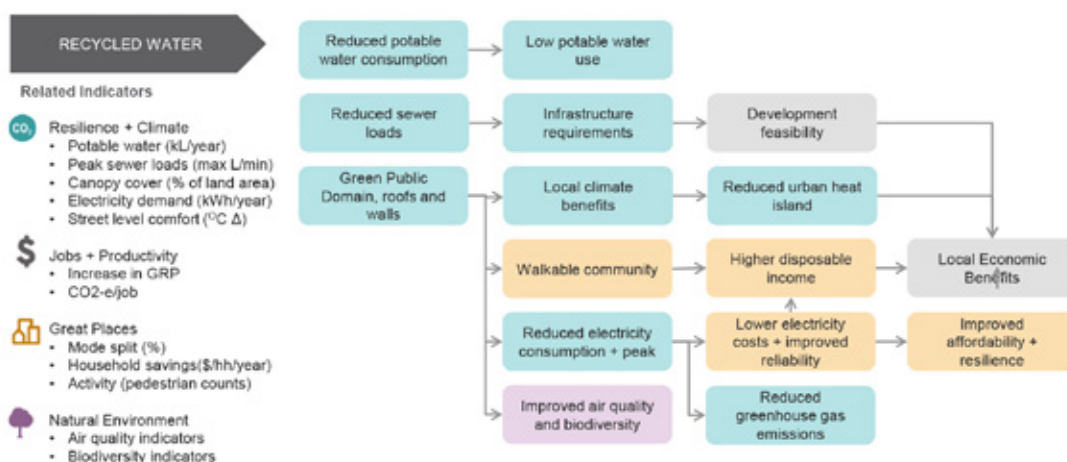 RECYCLED WATER
Related Indicators
CO₂
Resilience + Climate
• Potable water (kL/year)
• Peak sewer loads (max L/min)
• Canopy cover (% of land area)
• Electricity demand (kWh/year)
• Street level comfort (ºC Δ)
$
Jobs + Productivity
• Increase in GRP
• CO2-e/job
Great Places
• Mode split (%)
• Household savings($/hh/year)
• Activity (pedestrian counts)
Natural Environment
• Air quality indicators
• Biodiversity indicators
Reduced potable
water consumption
Low potable water
use
Reduced sewer
loads
Infrastructure
requirements
Development
feasibility
Green Public
Domain, roofs and
walls
Local climate
benefits
Reduced urban heat
island
Walkable community
Higher disposable
income
Local Economic
Benefits
Reduced electricity
consumption + peak
Lower electricity
costs + improved
reliability
Improved
affordability +
resilience
Improved air quality
and biodiversity
Reduced
greenhouse gas
emissions